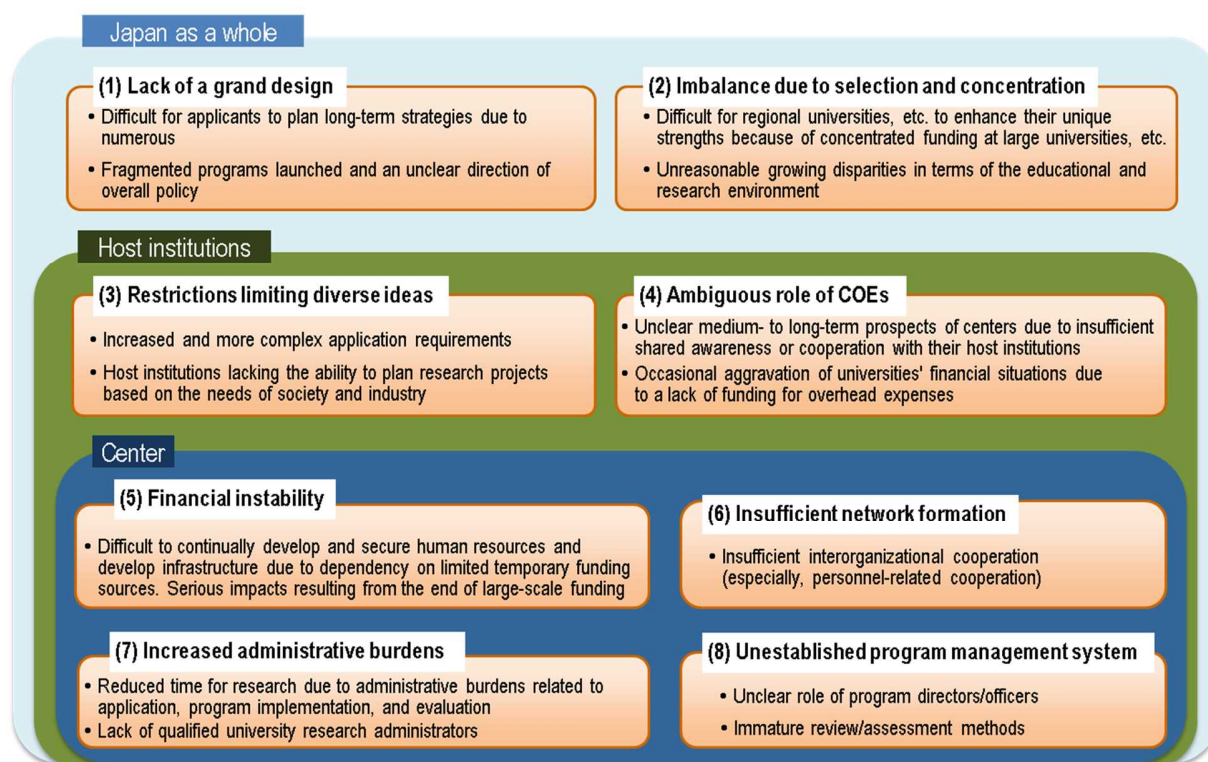 Japan as a whole
(1) Lack of a grand design
• Difficult for applicants to plan long-term strategies due to
numerous
• Fragmented programs launched and an unclear direction of
overall policy
(2) Imbalance due to selection and concentration
• Difficult for regional universities, etc. to enhance their unique
strengths because of concentrated funding at large universities, etc.
• Unreasonable growing disparities in terms of the educational and
research environment
Host institutions
(3) Restrictions limiting diverse ideas
• Increased and more complex application requirements
• Host institutions lacking the ability to plan research projects
based on the needs of society and industry
(4) Ambiguous role of COEs
• Unclear medium- to long-term prospects of centers due to insufficient
shared awareness or cooperation with their host institutions
• Occasional aggravation of universities' financial situations due
to a lack of funding for overhead expenses
Center
(5) Financial instability
• Difficult to continually develop and secure human resources and
develop infrastructure due to dependency on limited temporary funding
sources. Serious impacts resulting from the end of large-scale funding
(6) Insufficient network formation
• Insufficient interorganizational cooperation
(especially, personnel-related cooperation)
(7) Increased administrative burdens
• Reduced time for research due to administrative burdens related to
application, program implementation, and evaluation
• Lack of qualified university research administrators
(8) Unestablished program management system
• Unclear role of program directors/officers
• Immature review/assessment methods